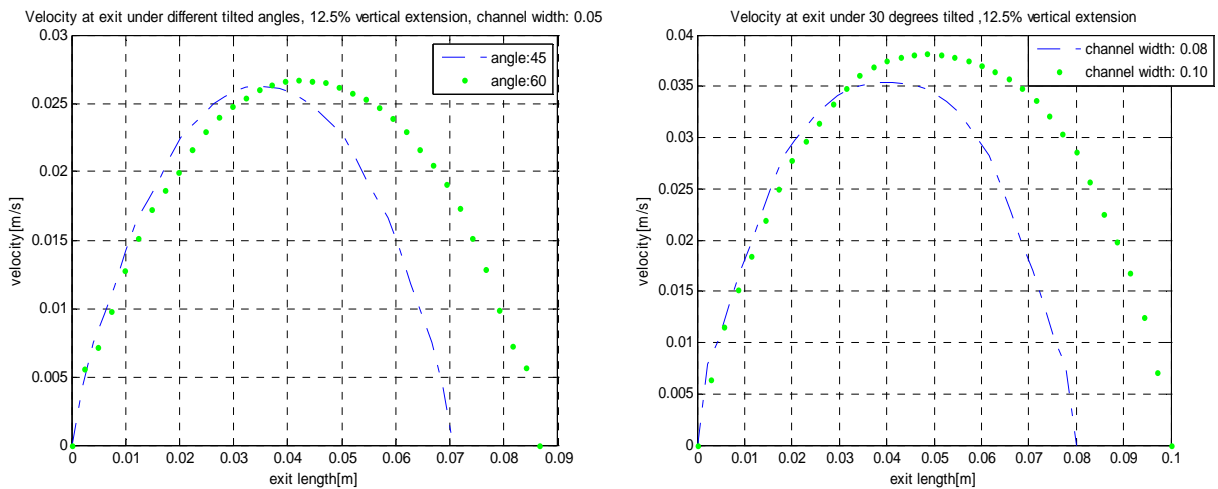 Velocity at exit under different tilted angles, 12.5% vertical extension, channel width: 0.05
0.03
0.025
0.02
0.015
0.01
0.005
0
velocity[m/s]
angle:45
angle:60
0 0.01 0.02 0.03 0.04 0.05 0.06 0.07 0.08 0.09
exit length[m]
Velocity at exit under 30 degrees tilted ,12.5% vertical extension
0.04
0.035
0.03
0.025
0.02
0.015
0.01
0.005
0
velocity[m/s]
channel width: 0.08
channel width: 0.10
0 0.01 0.02 0.03 0.04 0.05 0.06 0.07 0.08 0.09 0.1
exit length[m]